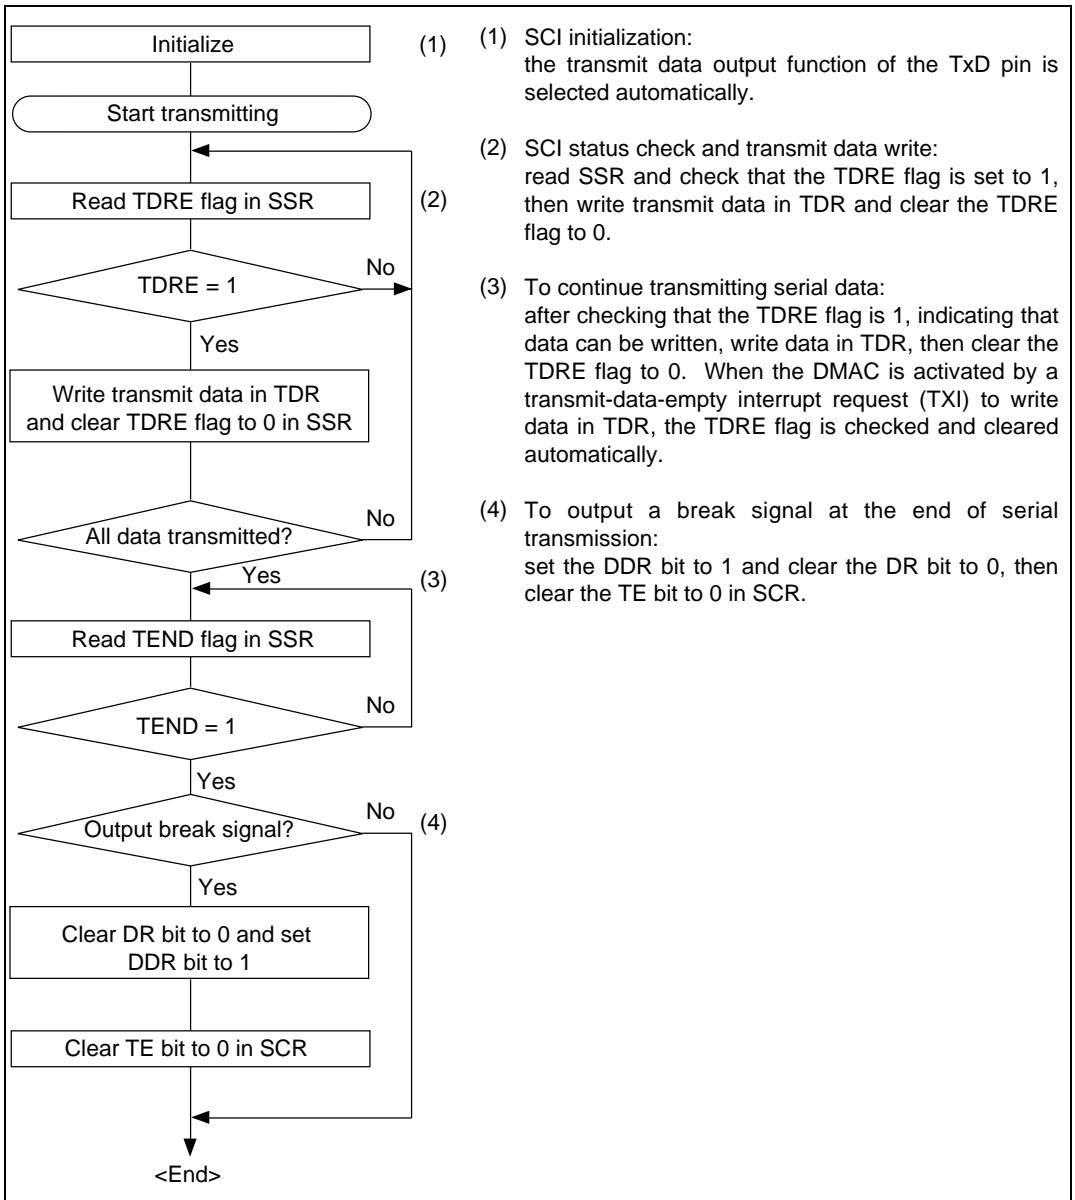 Initialize
(1)
Start transmitting
Read TDRE flag in SSR
(2)
TDRE = 1
No
Yes
Write transmit data in TDR
and clear TDRE flag to 0 in SSR
All data transmitted?
No
Yes
(3)
Read TEND flag in SSR
TEND = 1
No
Yes
Output break signal?
No
(4)
Yes
Clear DR bit to 0 and set
DDR bit to 1
Clear TE bit to 0 in SCR
<End>
(1) SCI initialization:
the transmit data output function of the TxD pin is
selected automatically.
(2) SCI status check and transmit data write:
read SSR and check that the TDRE flag is set to 1,
then write transmit data in TDR and clear the TDRE
flag to 0.
(3) To continue transmitting serial data:
after checking that the TDRE flag is 1, indicating that
data can be written, write data in TDR, then clear the
TDRE flag to 0. When the DMAC is activated by a
transmit-data-empty interrupt request (TXI) to write
data in TDR, the TDRE flag is checked and cleared
automatically.
(4) To output a break signal at the end of serial
transmission:
set the DDR bit to 1 and clear the DR bit to 0, then
clear the TE bit to 0 in SCR.